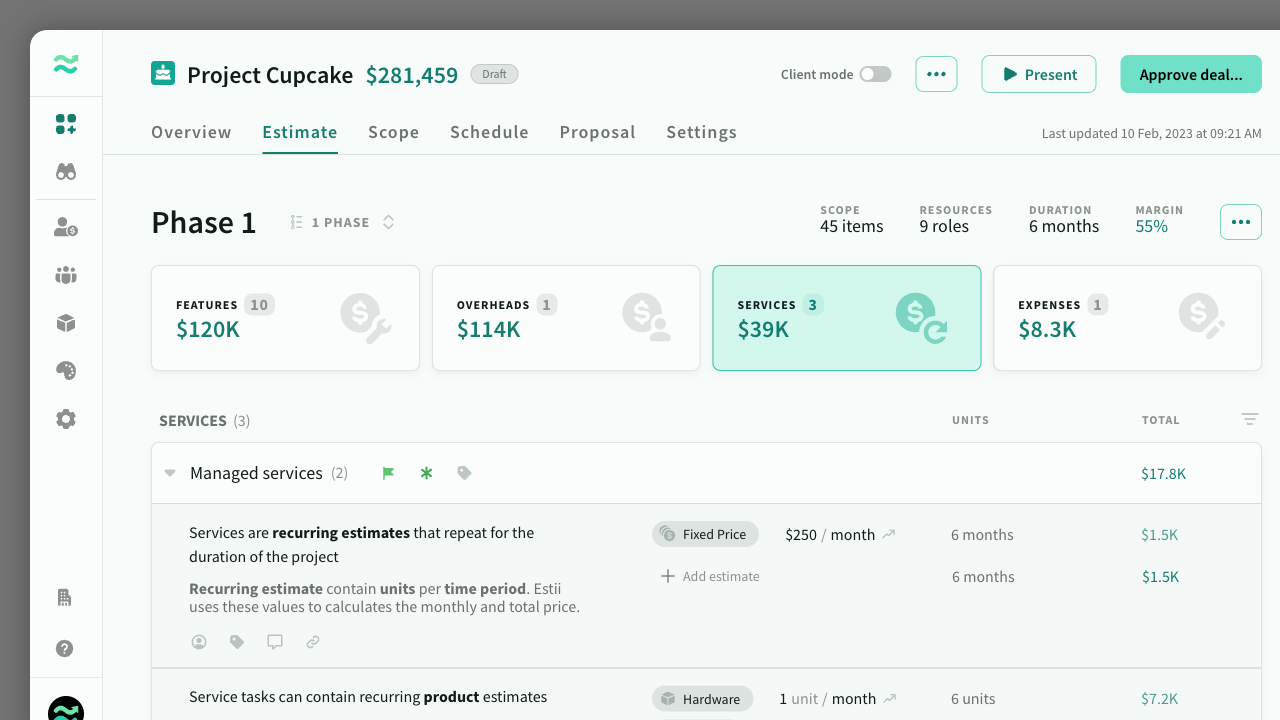 Project Cupcake $281,459 Draft
Client mode
Present
Approve deal...
Overview Estimate Scope Schedule Proposal Settings
Last updated 10 Feb, 2023 at 09:21 AM
Phase 1
1 PHASE
SCOPE RESOURCES DURATION MARGIN
45 items 9 roles 6 months 55%
FEATURES 10
$120K
OVERHEADS 1
$114K
SERVICES 3
$39K
EXPENSES 1
$8.3K
SERVICES (3) UNITS TOTAL
Managed services (2) $17.8K
Services are recurring estimates that repeat for the
duration of the project
Fixed Price $250 / month 6 months $1.5K
Add estimate 6 months $1.5K
Recurring estimate contain units per time period. Estii
uses these values to calculates the monthly and total price.
Service tasks can contain recurring product estimates
Hardware 1 unit / month 6 units $7.2K